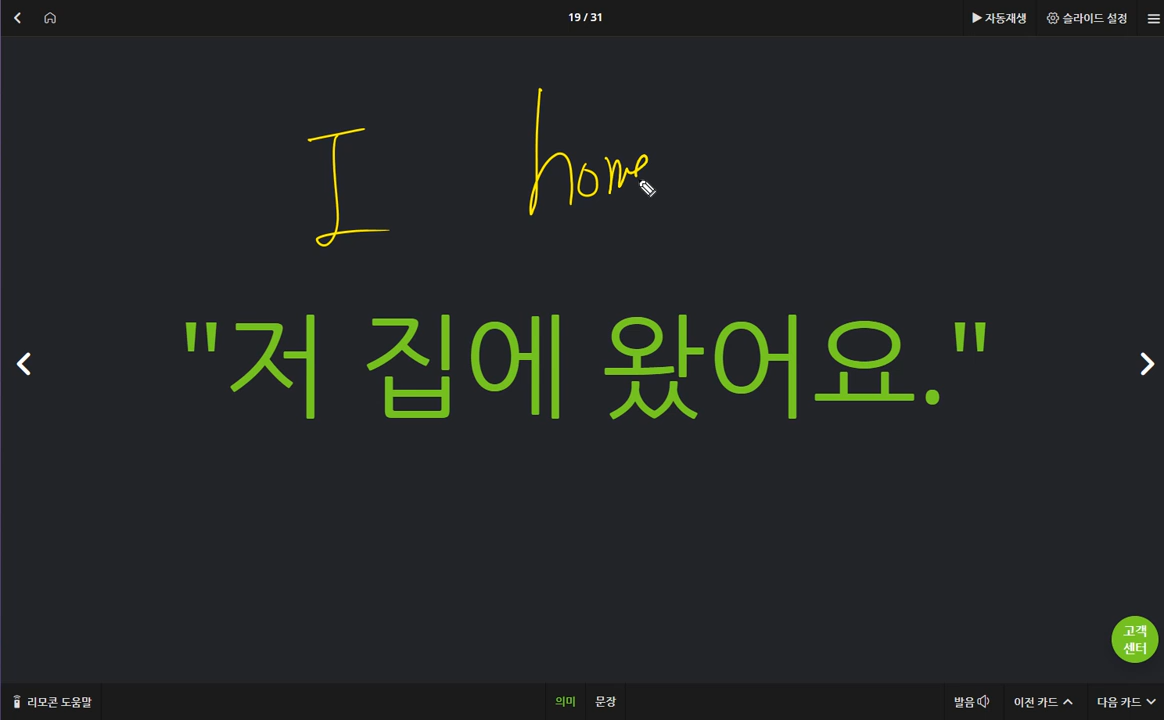 19 / 31
자동재생
슬라이드 설정
I home
"저 집에 왔어요."
고객
센터
리모콘 도움말
의미
문장
발음
이전 카드
다음 카드